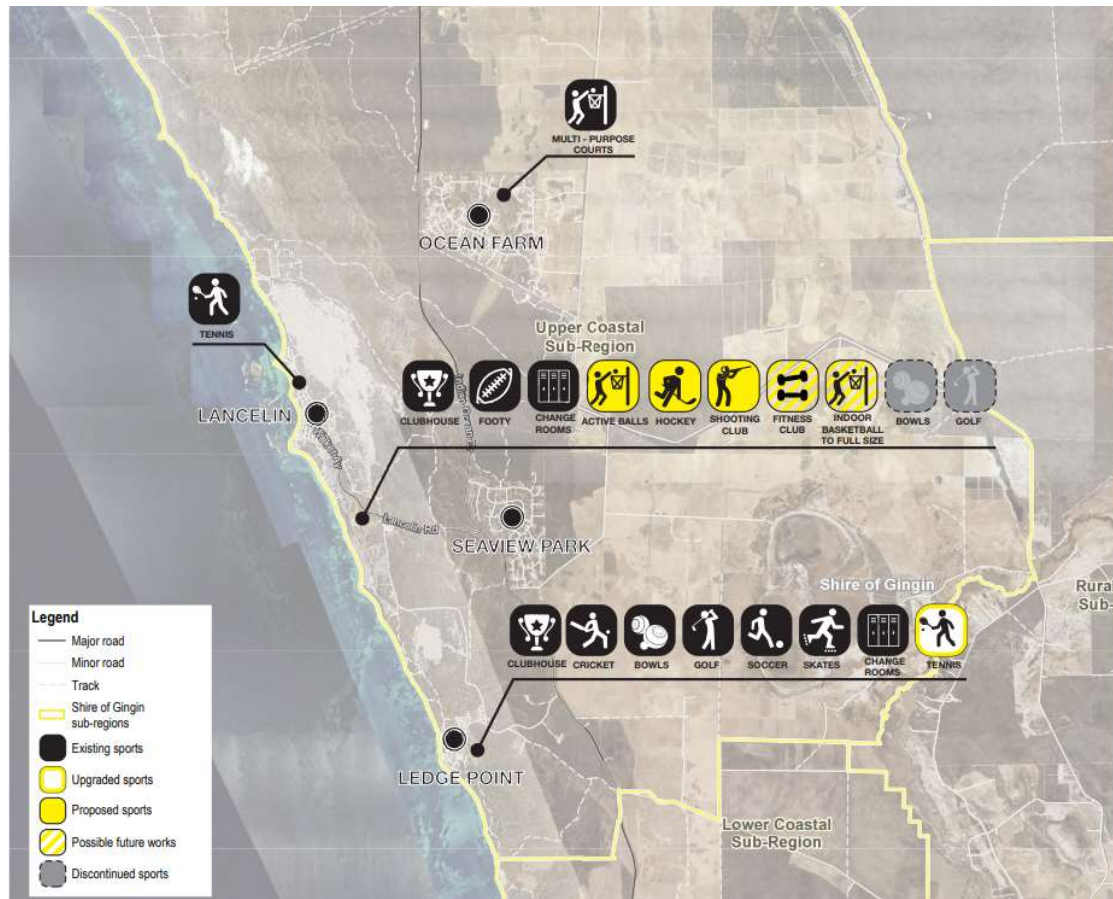 MULTI - PURPOSE
COURTS
OCEAN FARM
TENNIS
Upper Coastal
Sub-Region
CLUBHOUSE
FOOTY
CHANGE
ROOMS
ACTIVE BALLS
HOCKEY
SHOOTING
CLUB
FITNESS
CLUB
INDOOR
BASKETBALL
TO FULL SIZE
BOWLS
GOLF
LANCELIN
Lancelin Rd
SEAVIEW PARK
Shire of Gingin
Rura
Sub-
CLUBHOUSE
CRICKET
BOWLS
GOLF
SOCCER
SKATES
CHANGE
ROOMS
TENNIS
LEDGE POINT
Lower Coastal
Sub-Region
Legend
Major road
Minor road
Track
Shire of Gingin
sub-regions
Existing sports
Upgraded sports
Proposed sports
Possible future works
Discontinued sports